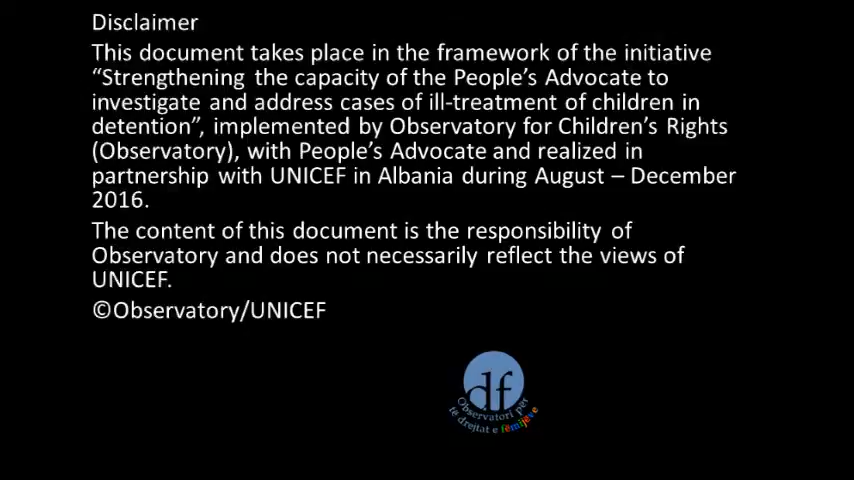 Disclaimer
This document takes place in the framework of the initiative
“Strengthening the capacity of the People’s Advocate to
investigate and address cases of ill-treatment of children in
detention”, implemented by Observatory for Children’s Rights
(Observatory), with People’s Advocate and realized in
partnership with UNICEF in Albania during August – December
2016.
The content of this document is the responsibility of
Observatory and does not necessarily reflect the views of
UNICEF.
©Observatory/UNICEF
df
Observatori për
të drejtat e fëmijëve